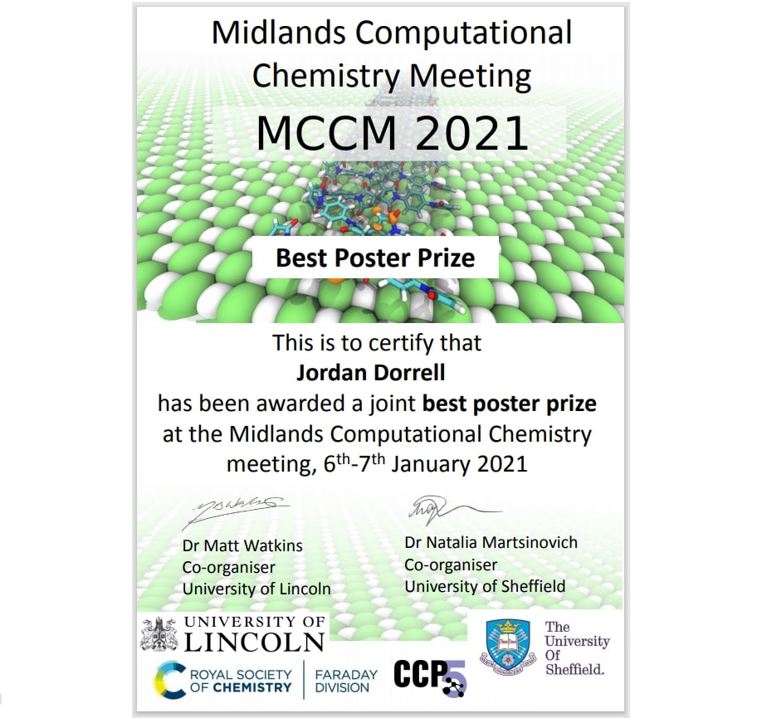 Midlands Computational
Chemistry Meeting
MCCM 2021
Best Poster Prize
This is to certify that
Jordan Dorrell
has been awarded a joint best poster prize
at the Midlands Computational Chemistry
meeting, 6th-7th January 2021
Dr Matt Watkins
Co-organiser
University of Lincoln
Dr Natalia Martsinovich
Co-organiser
University of Sheffield
UNIVERSITY OF
LINCOLN
The
University
Of
Sheffield.
ROYAL SOCIETY
OF CHEMISTRY
FARADAY
DIVISION
CCP5